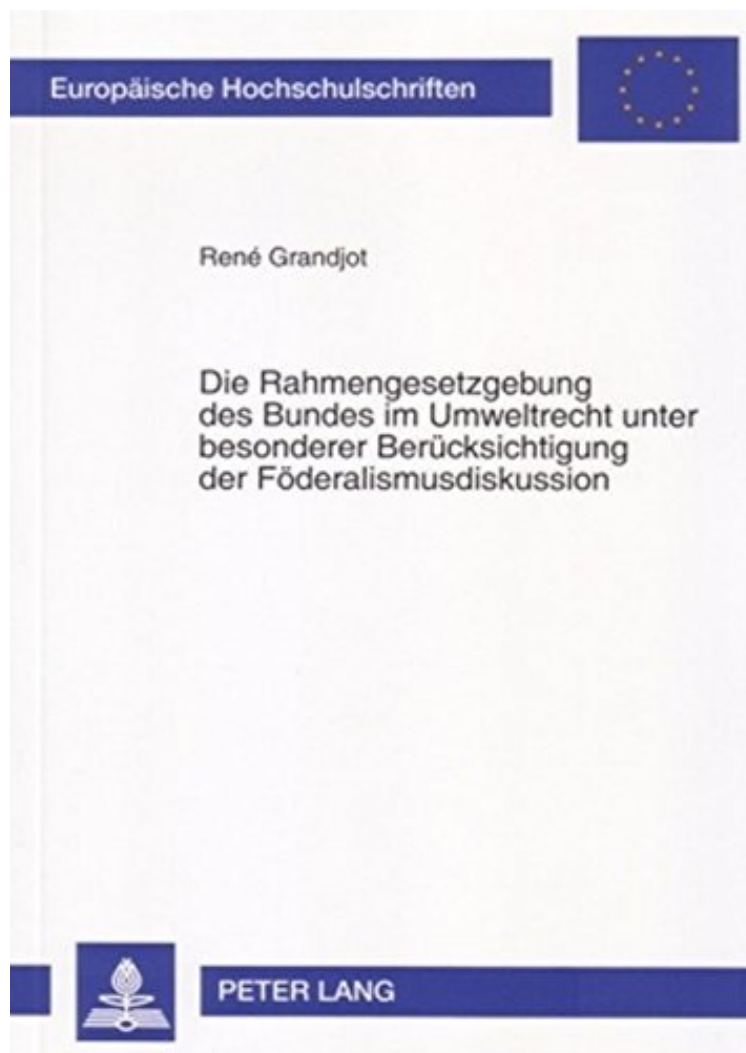 Europäische Hochschulschriften
René Grandjot
Die Rahmengesetzgebung
des Bundes im Umweltrecht unter
besonderer Berücksichtigung
der Föderalismusdiskussion
PETER LANG